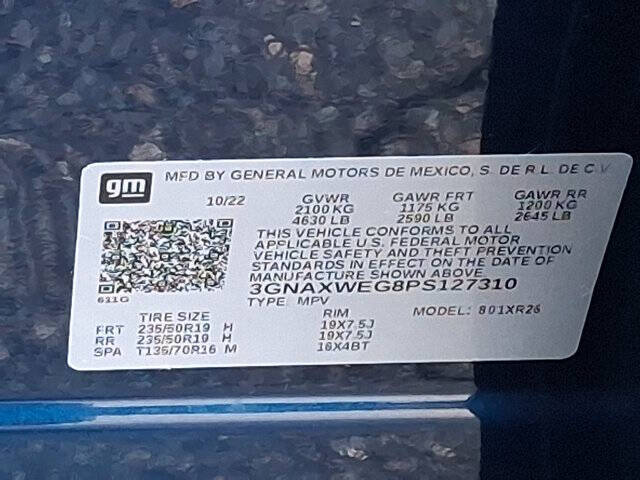 gm MFD BY GENERAL MOTORS DE MEXICO, S. DE R.L. DE C.V
10/22 GVWR GAWR FRT GAWR RR
2100 KG 1175 KG 1200 KG
4630 LB 2590 LB 2645 LB
THIS VEHICLE CONFORMS TO ALL
APPLICABLE U.S. FEDERAL MOTOR
VEHICLE SAFETY AND THEFT PREVENTION
STANDARDS IN EFFECT ON THE DATE OF
MANUFACTURE SHOWN ABOVE
611G
3GNAXWEG8PS127310
TYPE: MPV MODEL: 801XR26
TIRE SIZE RIM
FRT 235/50R19 H 19X7.5J
RR 235/50R19 H 19X7.5J
SPA T135/70R16 M 16X4BT